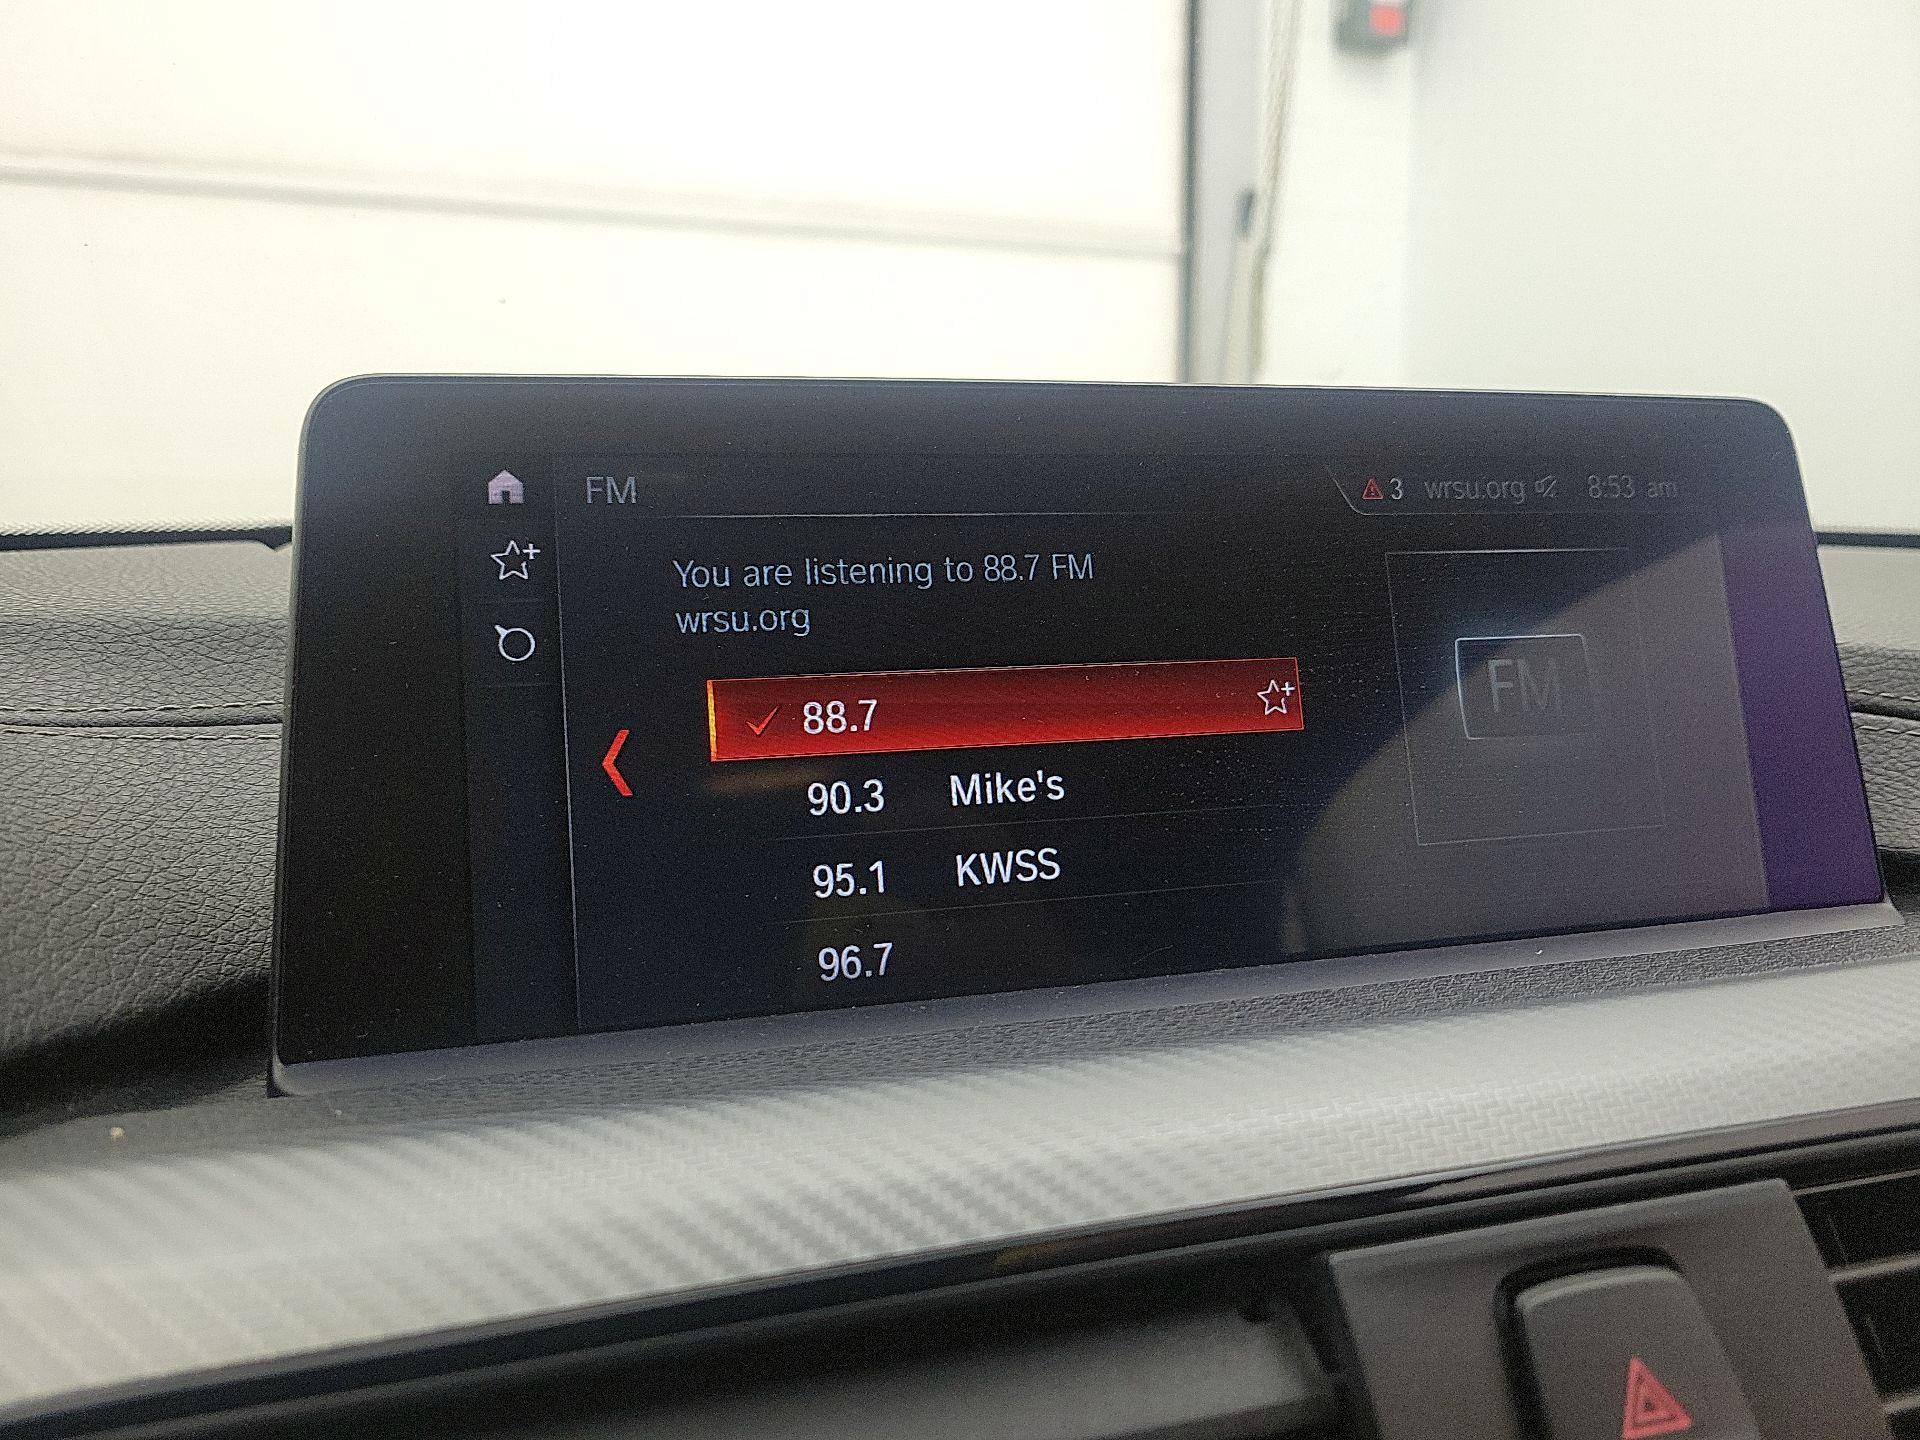 FM
3 wrsu.org 8:53 am
You are listening to 88.7 FM
wrsu.org
88.7
90.3 Mike's
95.1 KWSS
96.7
FM